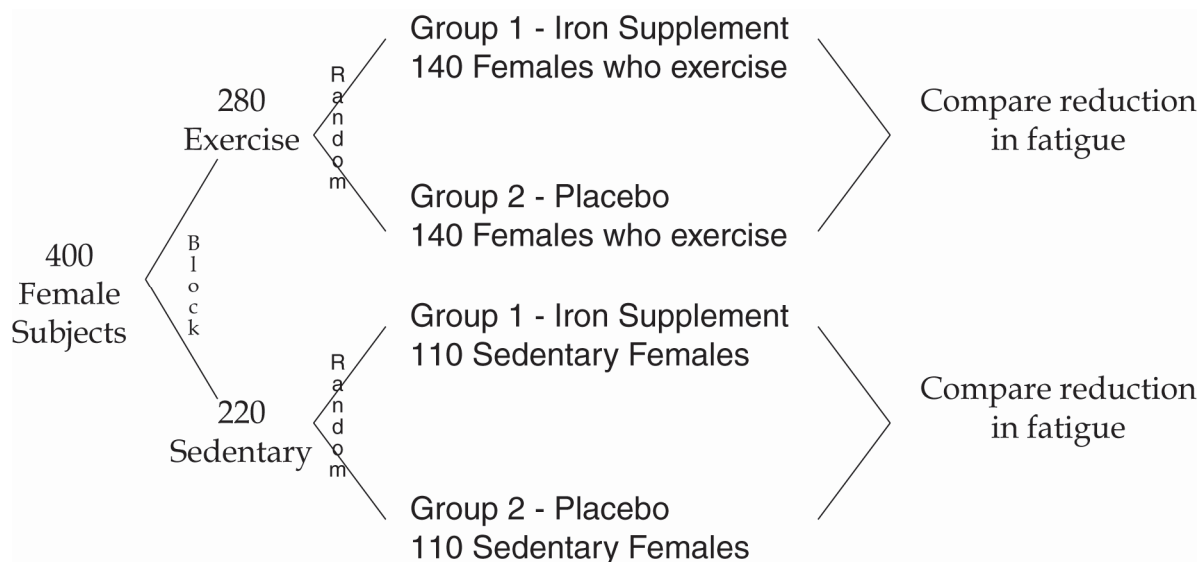 400
Female
Subjects
Block
280
Exercise
Random
Group 1 - Iron Supplement
140 Females who exercise
Group 2 - Placebo
140 Females who exercise
Compare reduction
in fatigue
220
Sedentary
Random
Group 1 - Iron Supplement
110 Sedentary Females
Group 2 - Placebo
110 Sedentary Females
Compare reduction
in fatigue